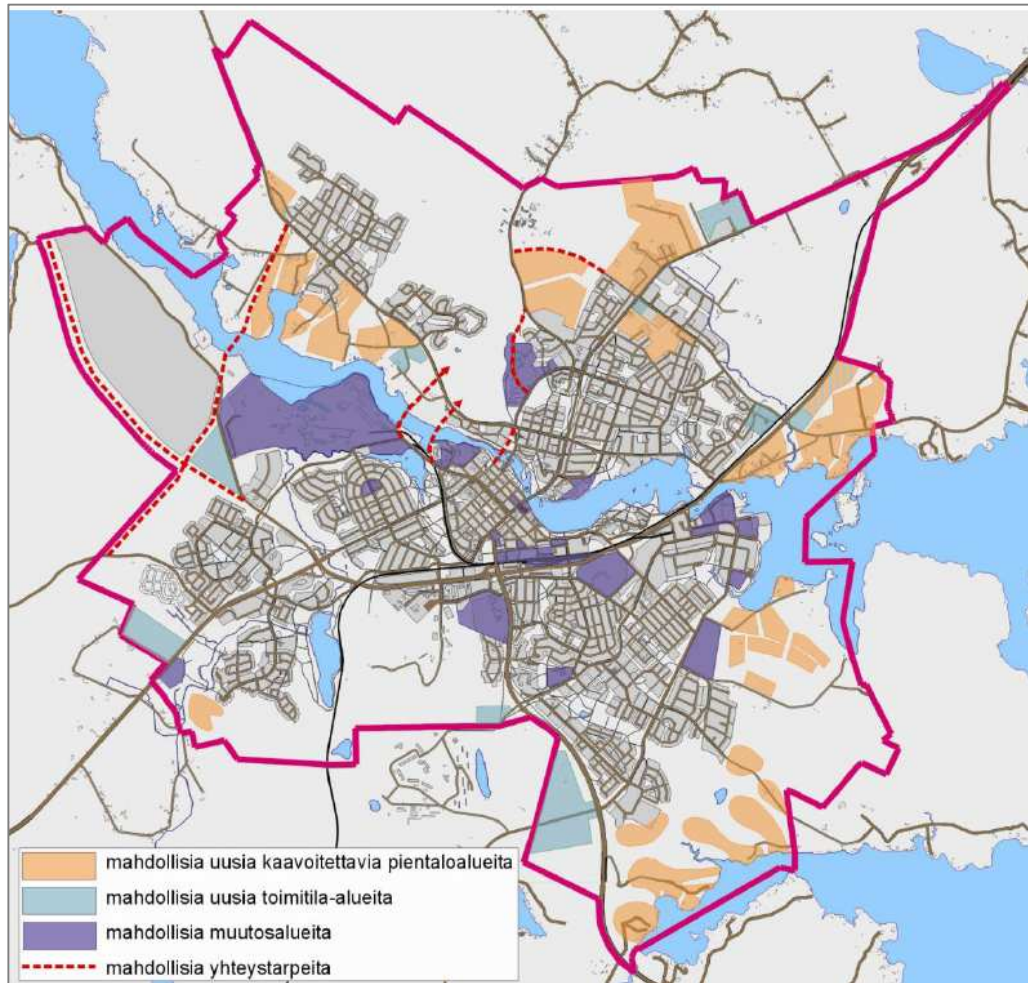 mahdollisia uusia kaavoitettavia pientaloalueita
mahdollisia uusia toimitila-alueita
mahdollisia muutosalueita
mahdollisia yhteystarpeita